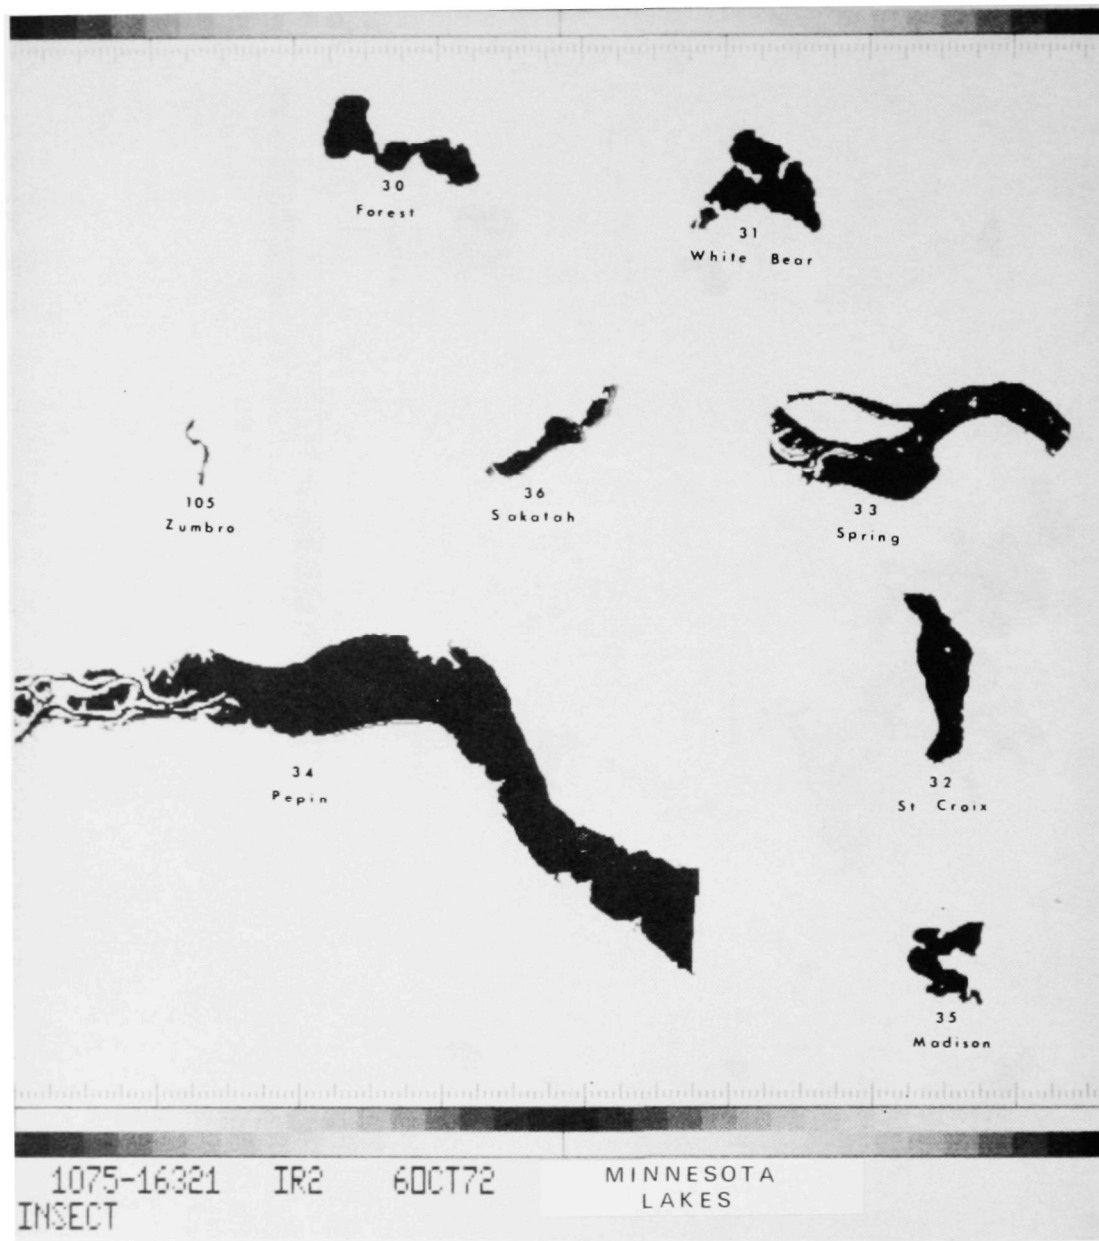 30
Forest
31
White Bear
105
Zumbro
36
Sakatah
33
Spring
34
Pepin
32
St Croix
35
Madison
1075-16321 IR2 6OCT72
MINNESOTA
LAKES
INSECT